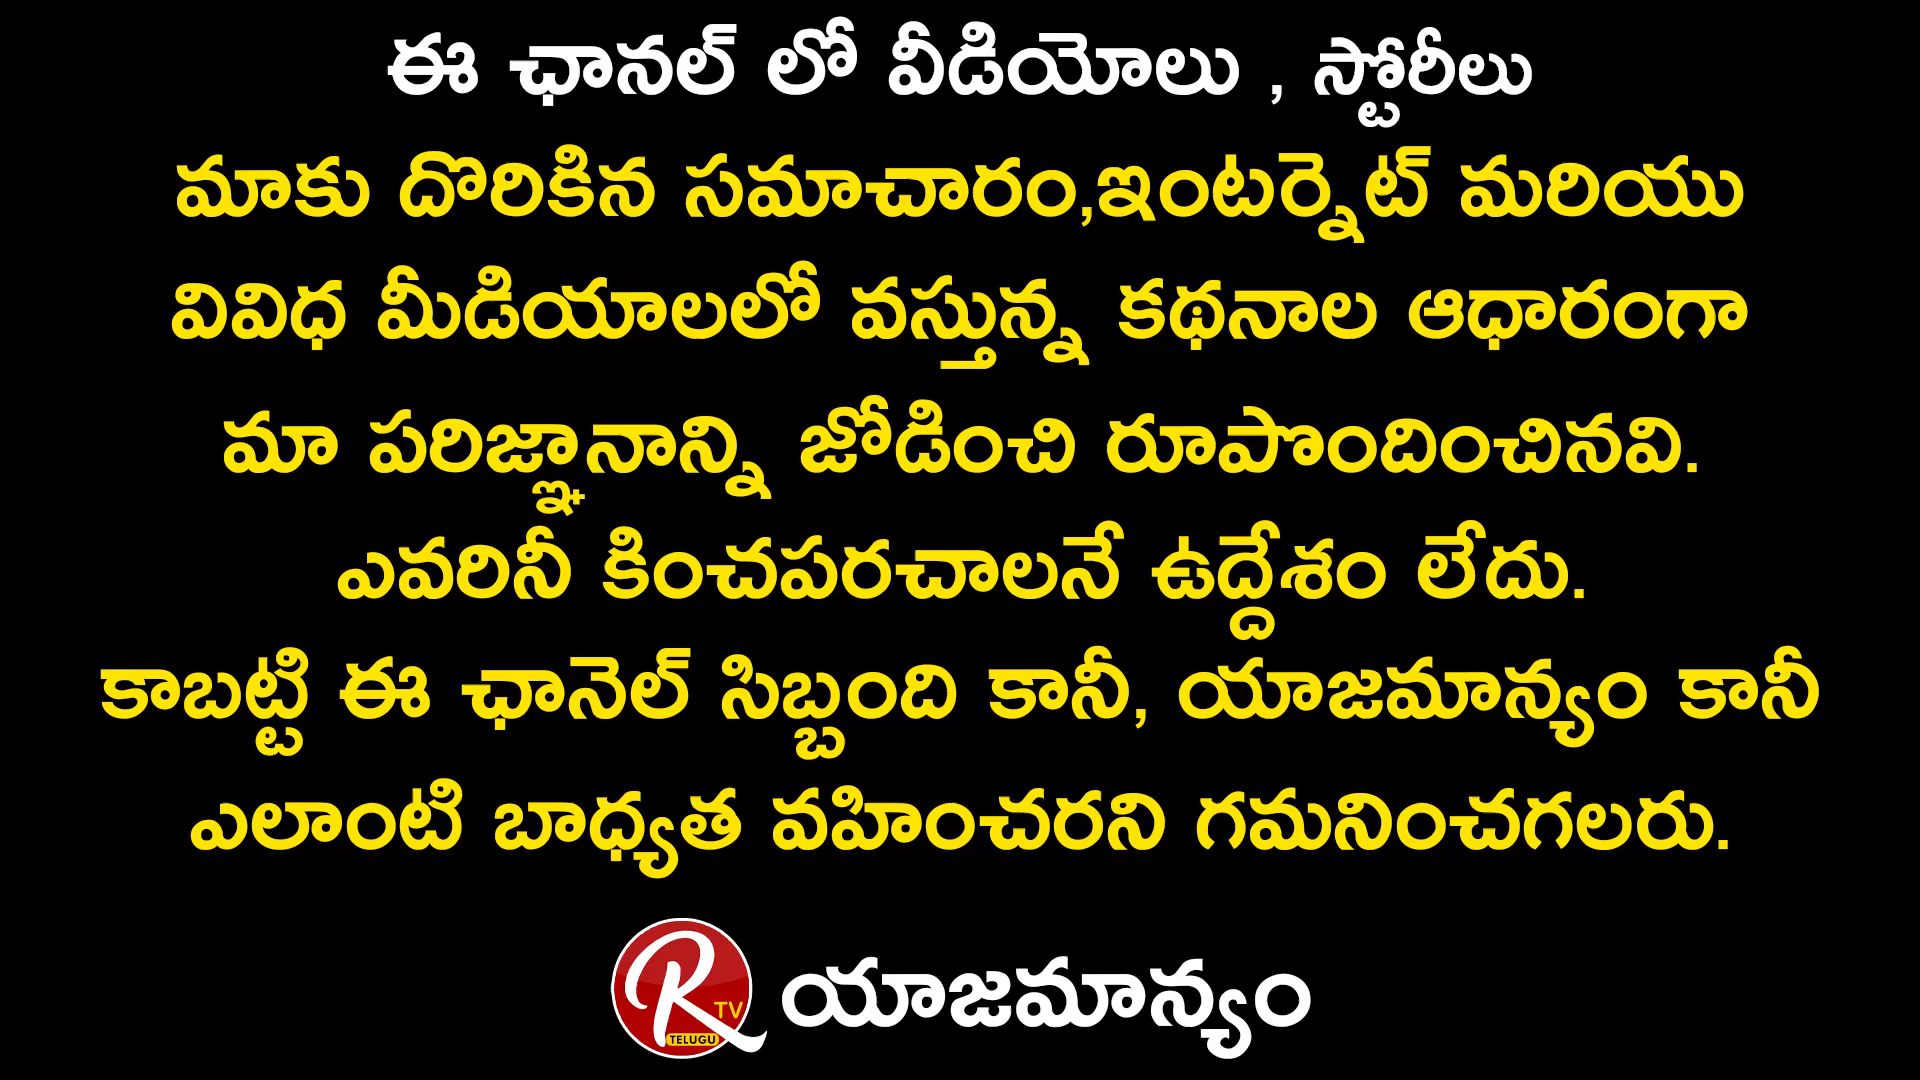 ఈ ఛానల్ లో వీడియోలు , స్టోరీలు
మాకు దొరికిన సమాచారం,ఇంటర్నెట్ మరియు
వివిధ మీడియాలలో వస్తున్న కథనాల ఆధారంగా
మా పరిజ్ఞానాన్ని జోడించి రూపొందించినవి.
ఎవరినీ కించపరచాలనే ఉద్దేశం లేదు.
కాబట్టి ఈ ఛానెల్ సిబ్బంది కానీ, యాజమాన్యం కానీ
ఎలాంటి బాధ్యత వహించరని గమనించగలరు.
R TV TELUGU యాజమాన్యం